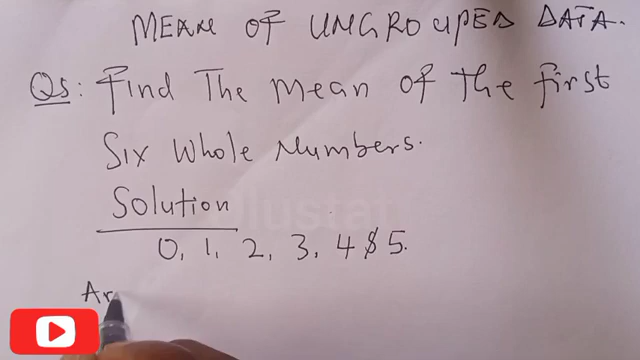 MEAN OF UNGROUPED DATA.
Qs: Find The mean of the first
Six Whole Numbers.
Solution
0, 1, 2, 3, 4 $ 5.
Ar